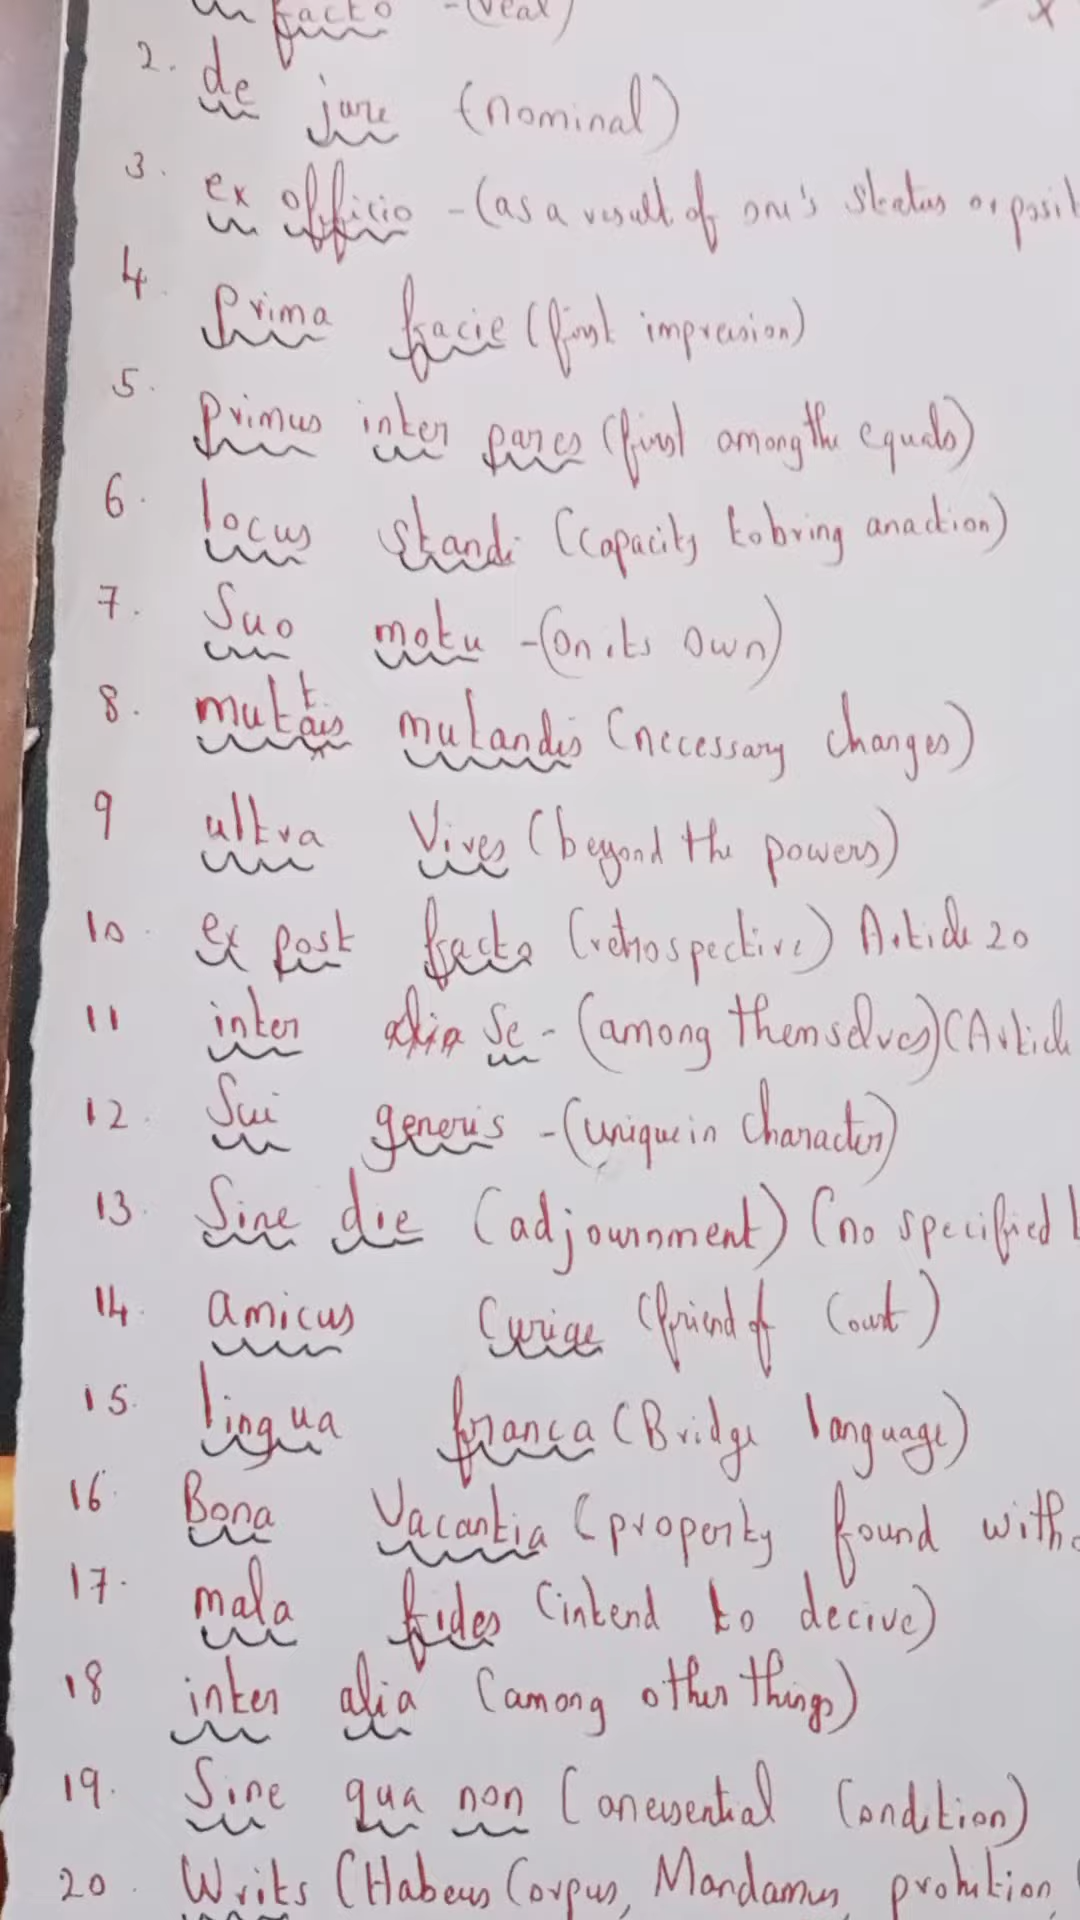 facto - (real)
2. de jure (nominal)
3. ex officio - (as a result of one's status or posit
4. Prima facie (first impression)
5. Primus inter pares (first among the equals)
6. locus standi (Capacity to bring an action)
7. Suo motu - (on its own)
8. mutatis mutandis (necessary changes)
9 ultra Vires (beyond the powers)
10. ex post facto (retrospective) Article 20
11 inter se - (among themselves) (Article
12. Sui generis - (unique in character)
13. Sine die (adjournment) (no specified
14. amicus Curiae (friend of Court)
15. lingua franca (Bridge language)
16. Bona Vacantia (property found with
17. mala fides (intend to decive)
18 inter alia (among other things)
19. Sine qua non (an essential Condition)
20. Writs (Habeus Corpus, Mandamus, prohibition,